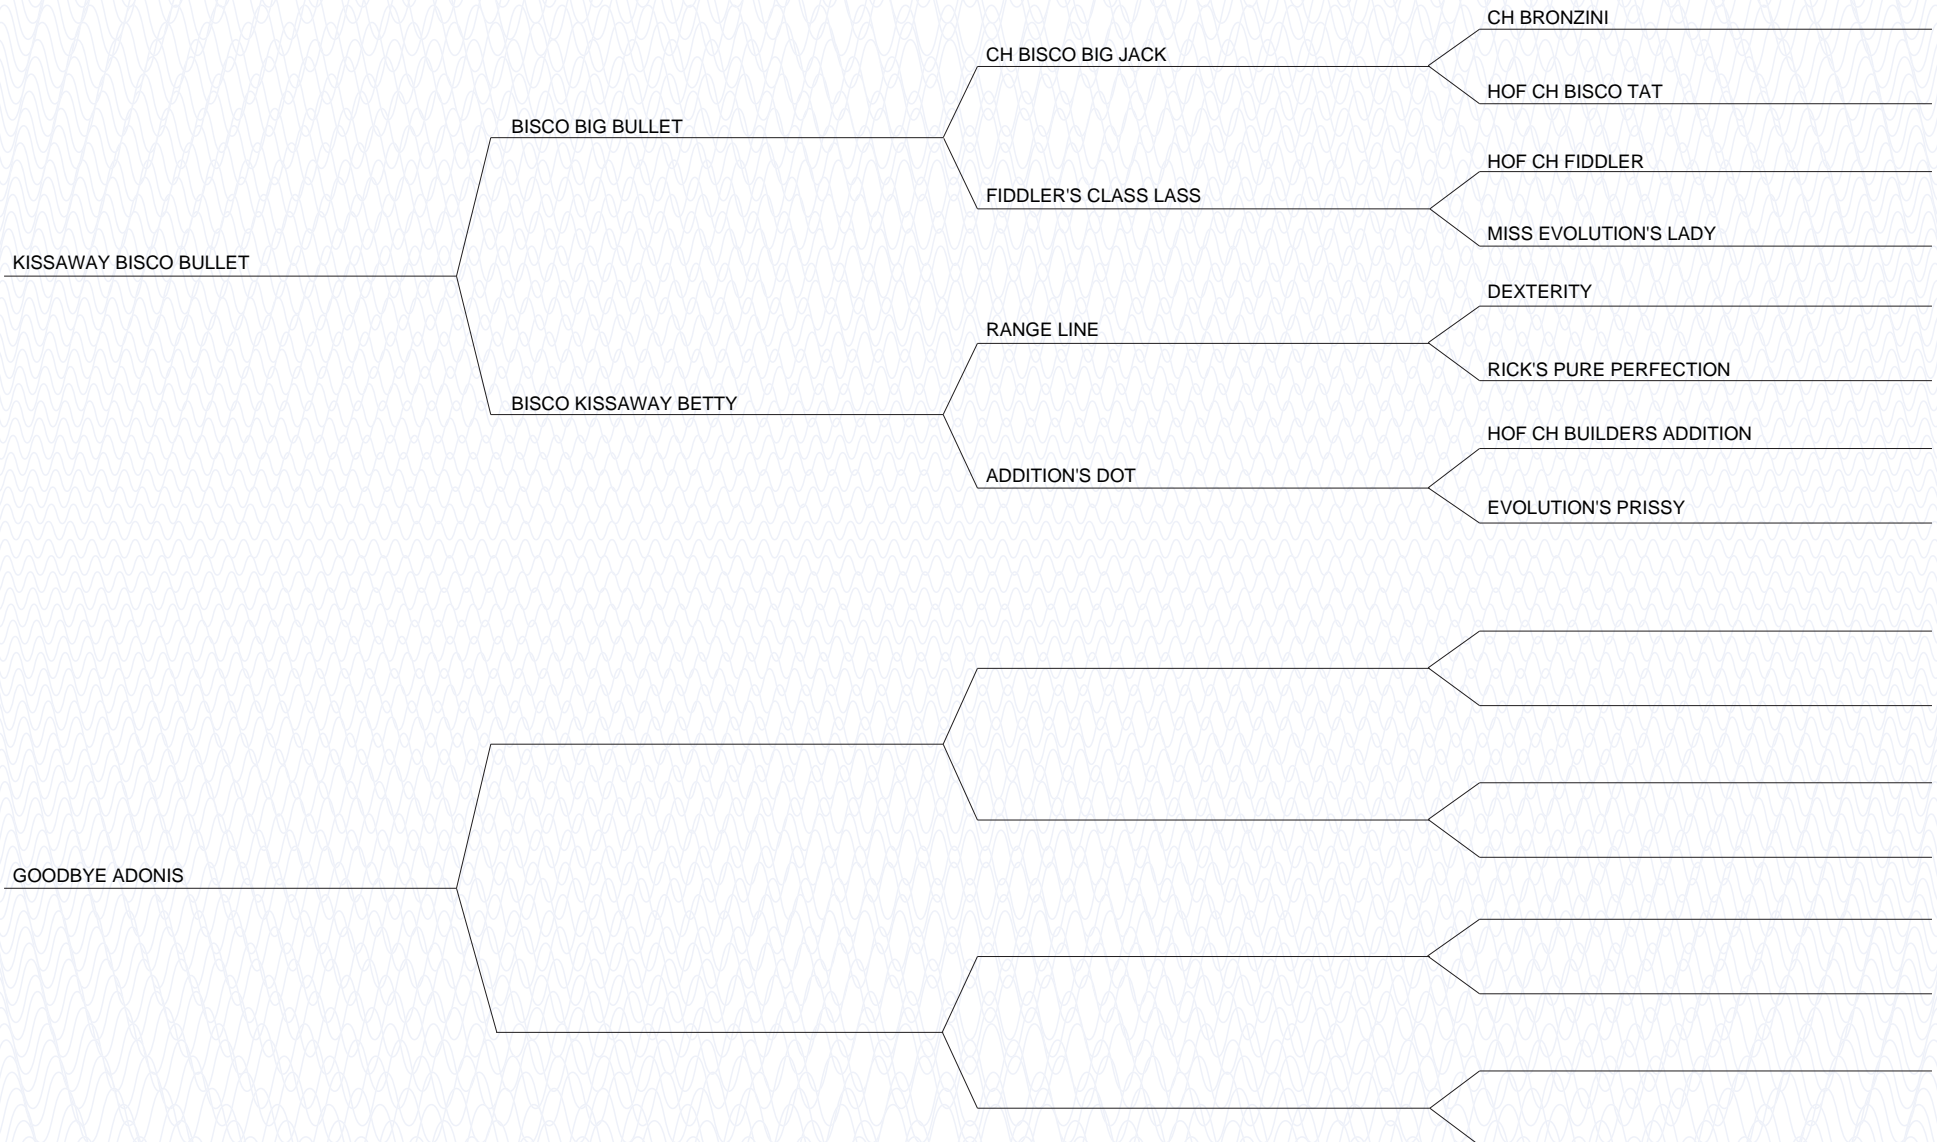 CH BRONZINI
CH BISCO BIG JACK
HOF CH BISCO TAT
BISCO BIG BULLET
HOF CH FIDDLER
FIDDLER'S CLASS LASS
MISS EVOLUTION'S LADY
KISSAWAY BISCO BULLET
DEXTERITY
RANGE LINE
RICK'S PURE PERFECTION
BISCO KISSAWAY BETTY
HOF CH BUILDERS ADDITION
ADDITION'S DOT
EVOLUTION'S PRISSY
GOODBYE ADONIS